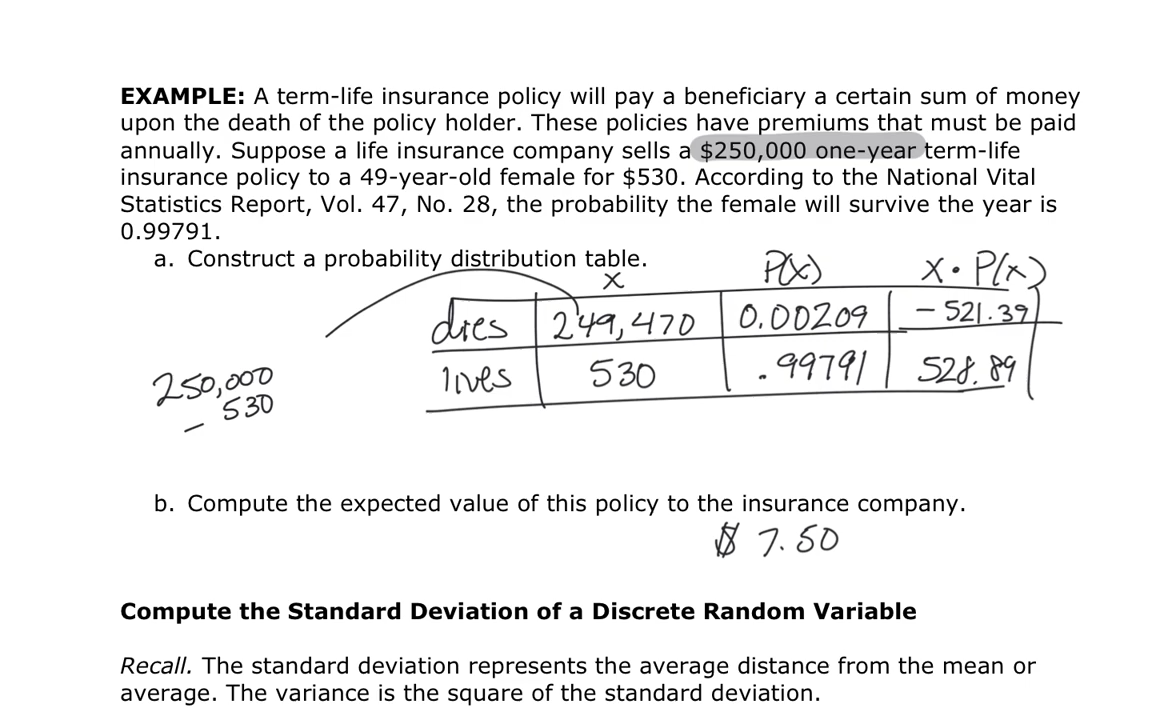 EXAMPLE: A term-life insurance policy will pay a beneficiary a certain sum of money
upon the death of the policy holder. These policies have premiums that must be paid
annually. Suppose a life insurance company sells a $250,000 one-year term-life
insurance policy to a 49-year-old female for $530. According to the National Vital
Statistics Report, Vol. 47, No. 28, the probability the female will survive the year is
0.99791.
a. Construct a probability distribution table.
x P(x) x • P(x)
dies 249,470 0.00209 - 521.39
lives 530 .99791 528.89
250,000
- 530
b. Compute the expected value of this policy to the insurance company.
$ 7.50
Compute the Standard Deviation of a Discrete Random Variable
Recall. The standard deviation represents the average distance from the mean or
average. The variance is the square of the standard deviation.